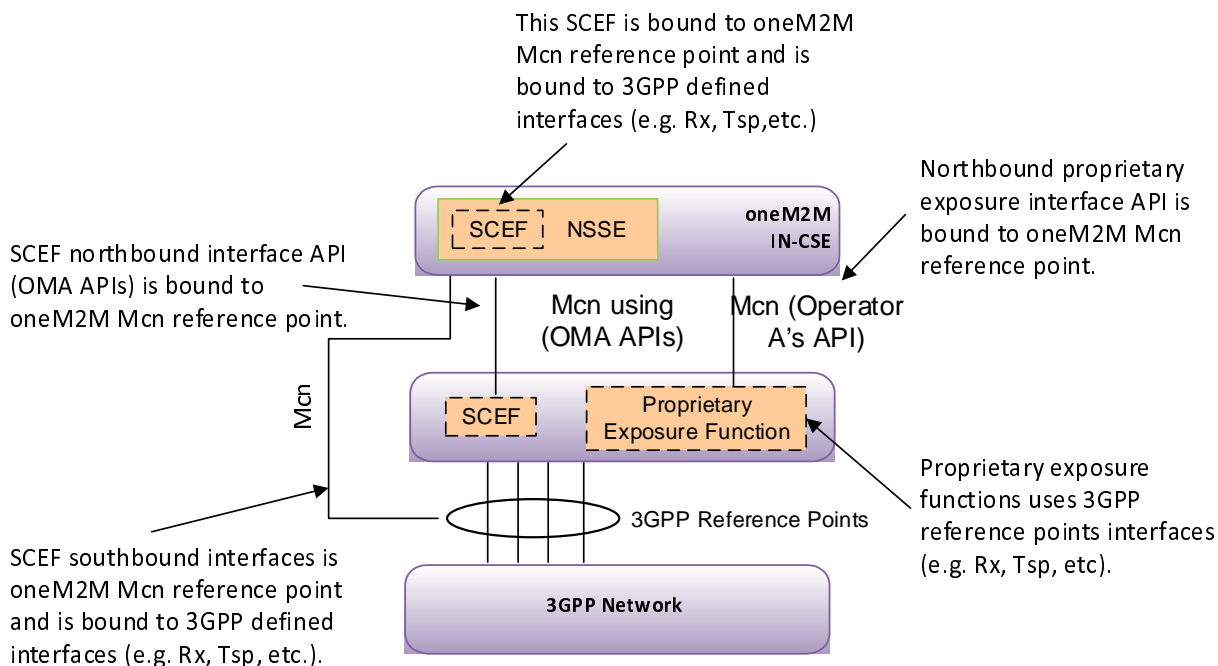 This SCEF is bound to oneM2M
Mcn reference point and is
bound to 3GPP defined
interfaces (e.g. Rx, Tsp,etc.)
Northbound proprietary
exposure interface API is
bound to oneM2M Mcn
reference point.
oneM2M
IN-CSE
SCEF
NSSE
SCEF northbound interface API
(OMA APIs) is bound to
oneM2M Mcn reference point.
Mcn using
(OMA APIs)
Mcn (Operator
A's API)
Mcn
SCEF
Proprietary
Exposure Function
Proprietary exposure
functions uses 3GPP
reference points interfaces
(e.g. Rx, Tsp, etc).
3GPP Reference Points
SCEF southbound interfaces is
oneM2M Mcn reference point
and is bound to 3GPP defined
interfaces (e.g. Rx, Tsp, etc.).
3GPP Network